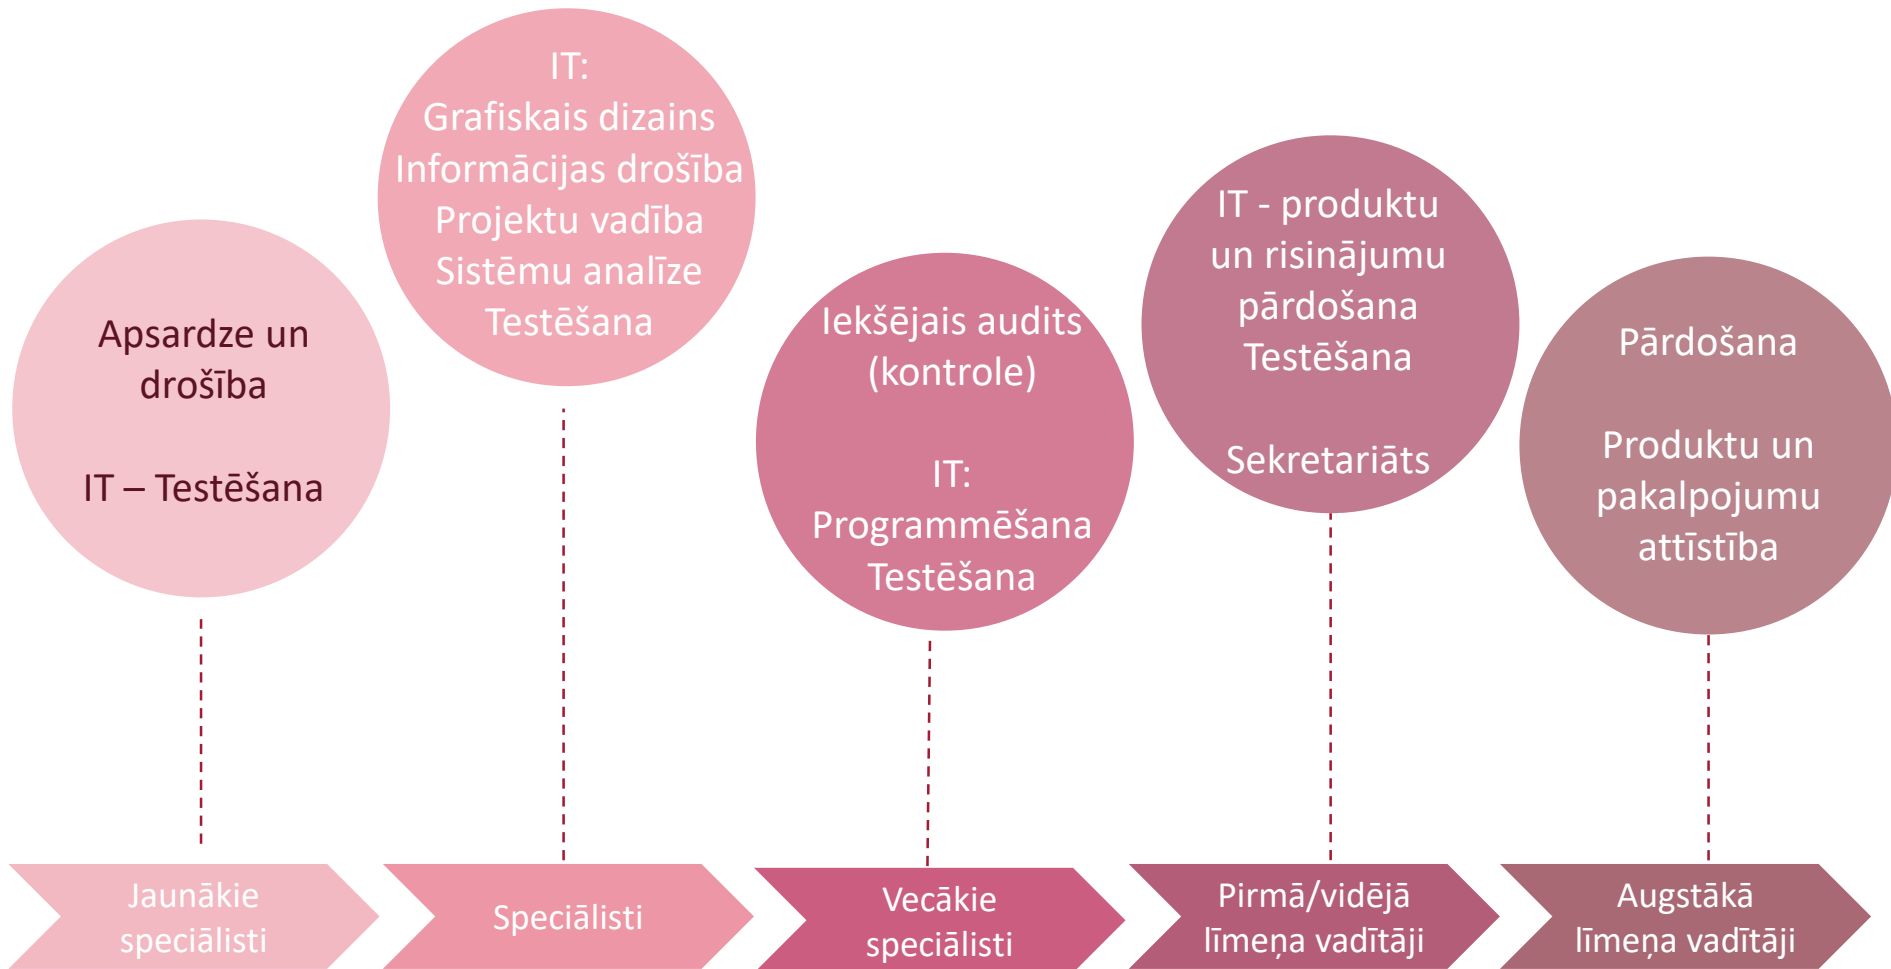 Apsardze un
drošība
IT – Testēšana
IT:
Grafiskais dizains
Informācijas drošība
Projektu vadība
Sistēmu analīze
Testēšana
Iekšējais audits
(kontrole)
IT:
Programmēšana
Testēšana
IT - produktu
un risinājumu
pārdošana
Testēšana
Sekretariāts
Pārdošana
Produktu un
pakalpojumu
attīstība
Jaunākie
speciālisti
Speciālisti
Vecākie
speciālisti
Pirmā/vidējā
līmeņa vadītāji
Augstākā
līmeņa vadītāji